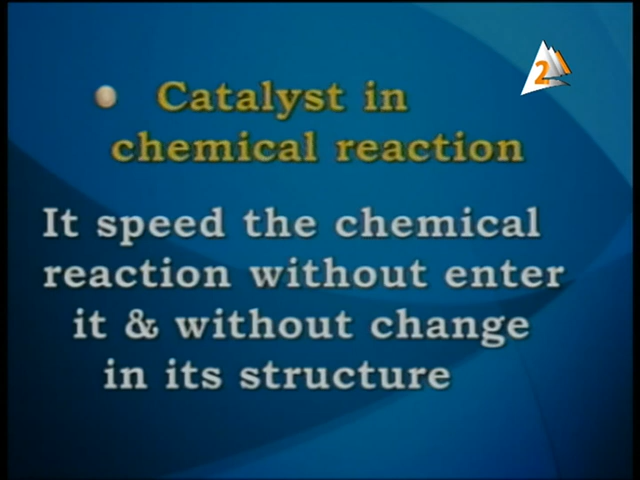 2
Catalyst in
chemical reaction
It speed the chemical
reaction without enter
it & without change
in its structure